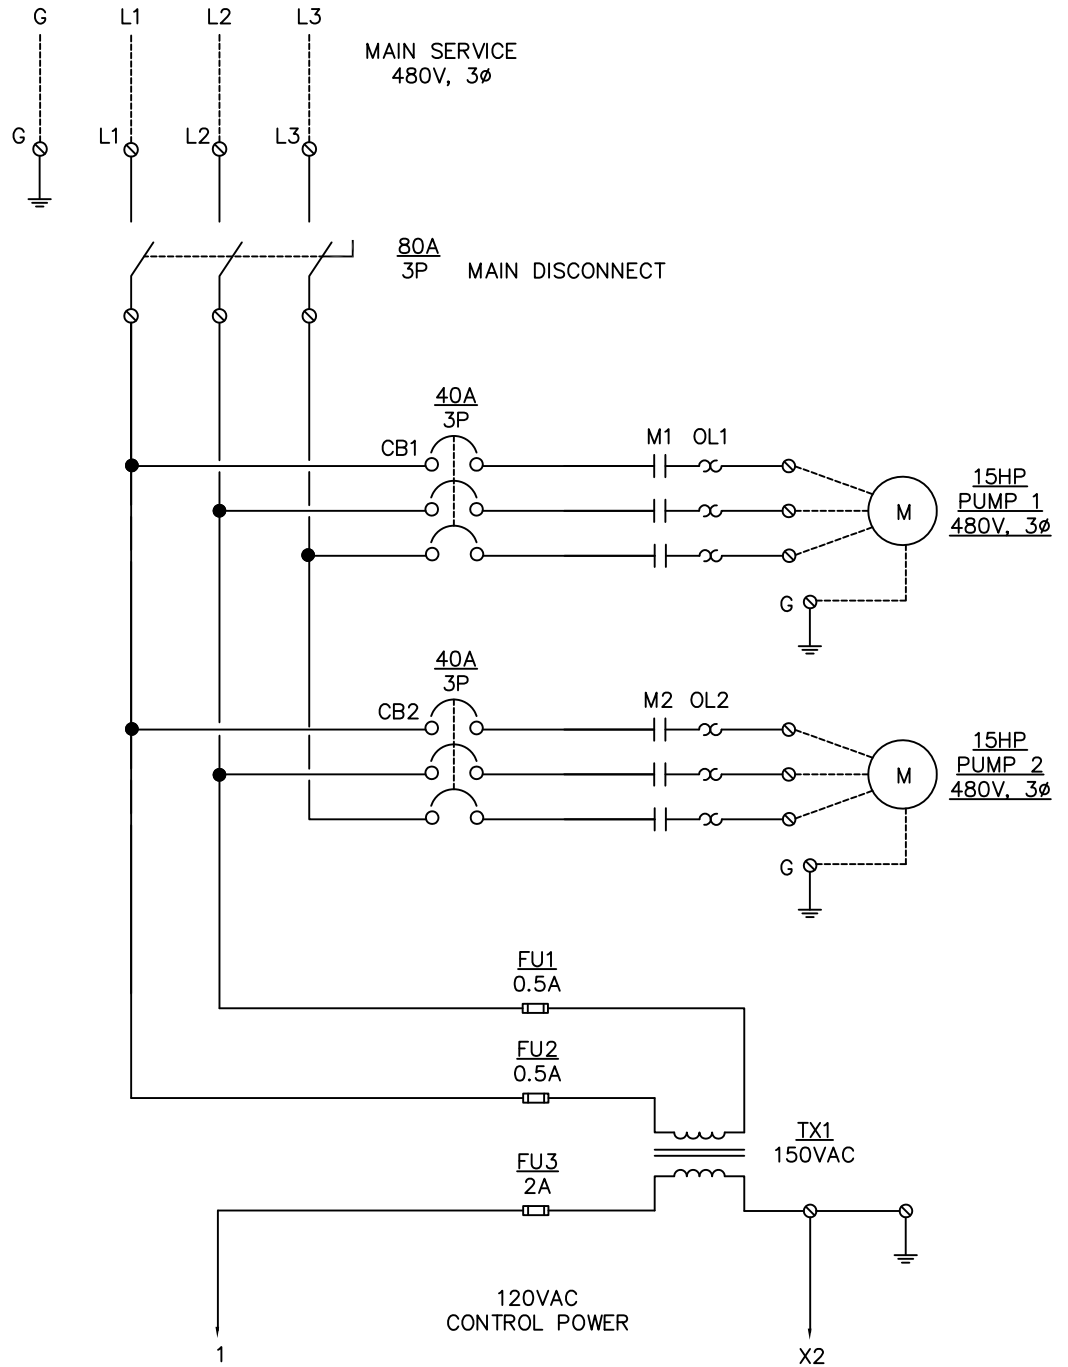 G L1 L2 L3
MAIN SERVICE
480V, 3Ø
G L1 L2 L3
80A
3P
MAIN DISCONNECT
40A
3P
CB1
M1 OL1
15HP
PUMP 1
480V, 3Ø
M
G
40A
3P
CB2
M2 OL2
15HP
PUMP 2
480V, 3Ø
M
G
FU1
0.5A
FU2
0.5A
TX1
150VAC
FU3
2A
120VAC
CONTROL POWER
1
X2